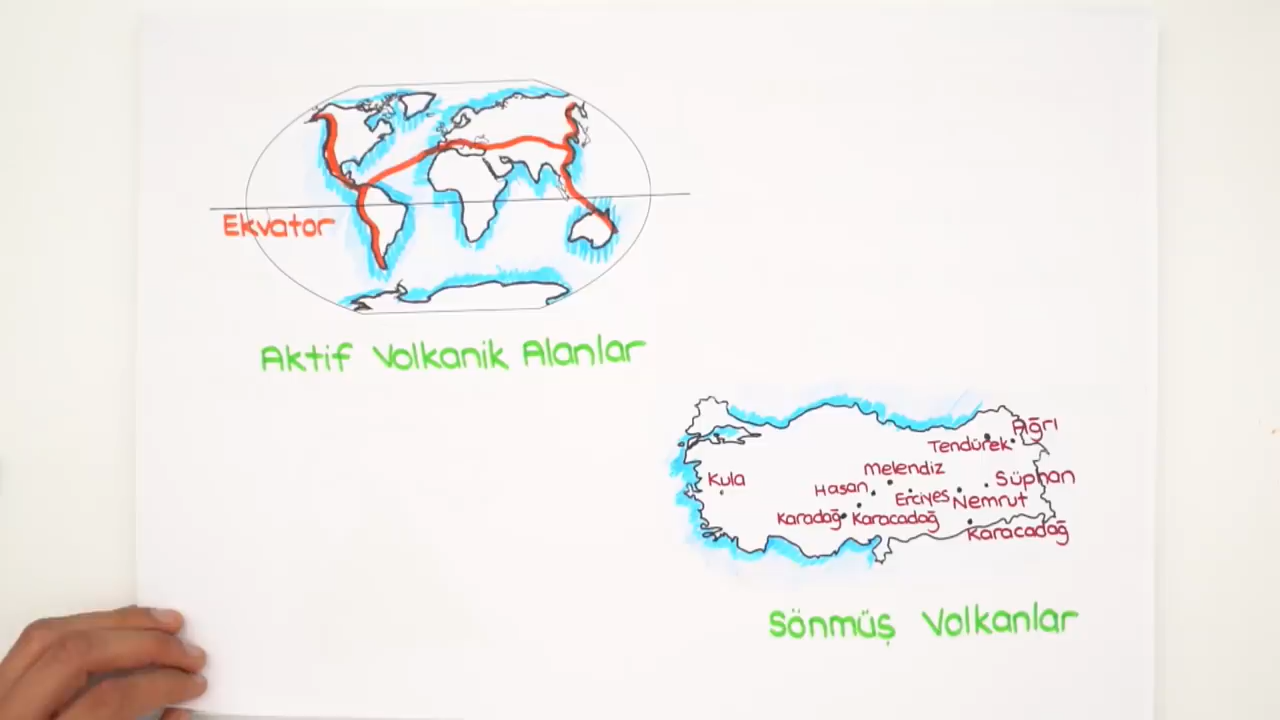 Ekvator
Aktif Volkanik Alanlar
Ağrı
Tendürek
Melendiz
Kula
Hasan
Erciyes
Süphan
Nemrut
Karadağ
Karacadağ
Karacadağ
Sönmüş Volkanlar